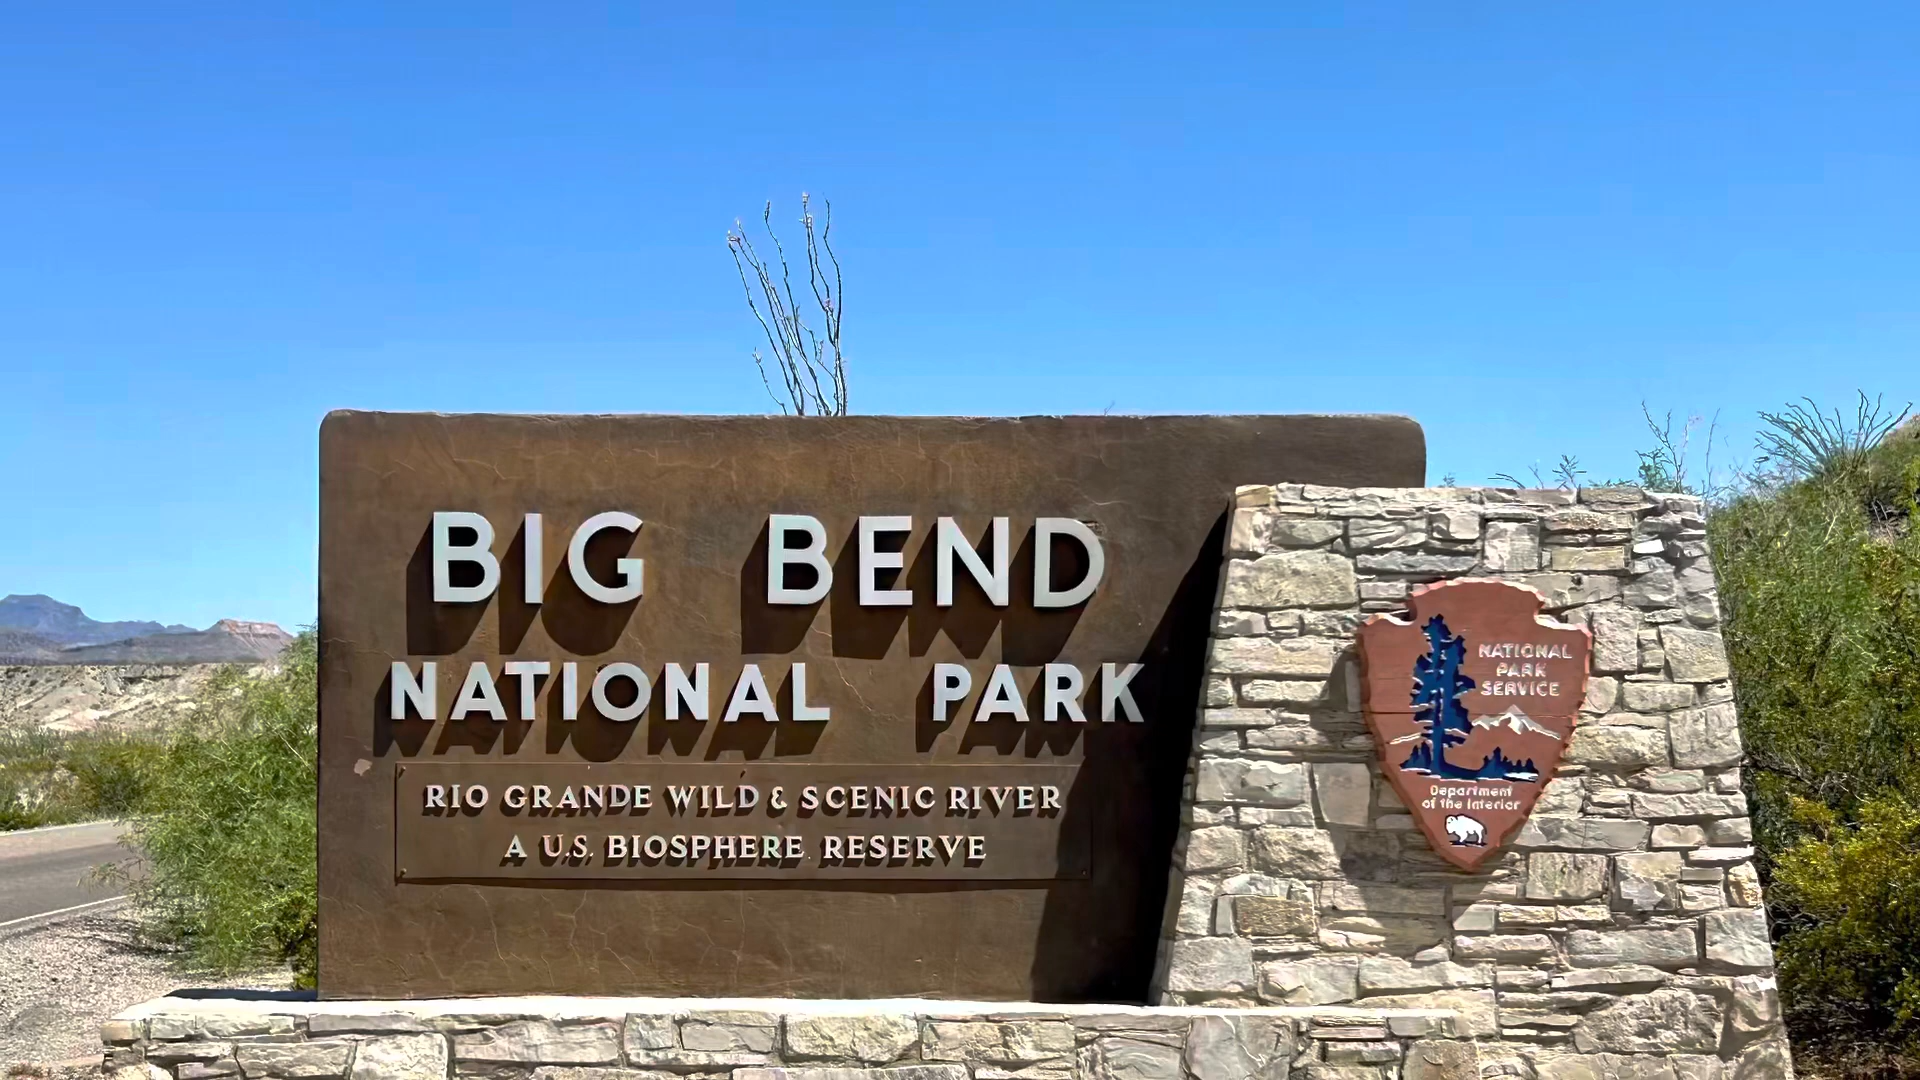 BIG BEND
NATIONAL PARK
RIO GRANDE WILD & SCENIC RIVER
A U.S. BIOSPHERE RESERVE
NATIONAL
PARK
SERVICE
Department
of the Interior